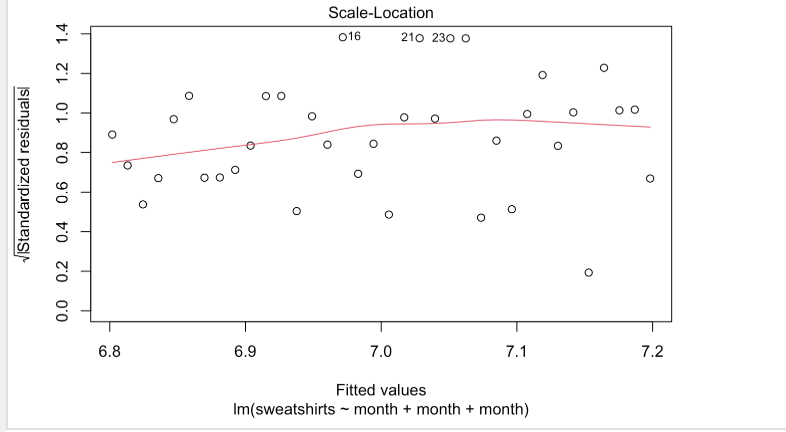 Scale-Location
1.4
1.2
1.0
0.8
0.6
0.4
0.2
0.0
√|Standardized residuals|
16
21
23
6.8 6.9 7.0 7.1 7.2
Fitted values
lm(sweatshirts ~ month + month + month)